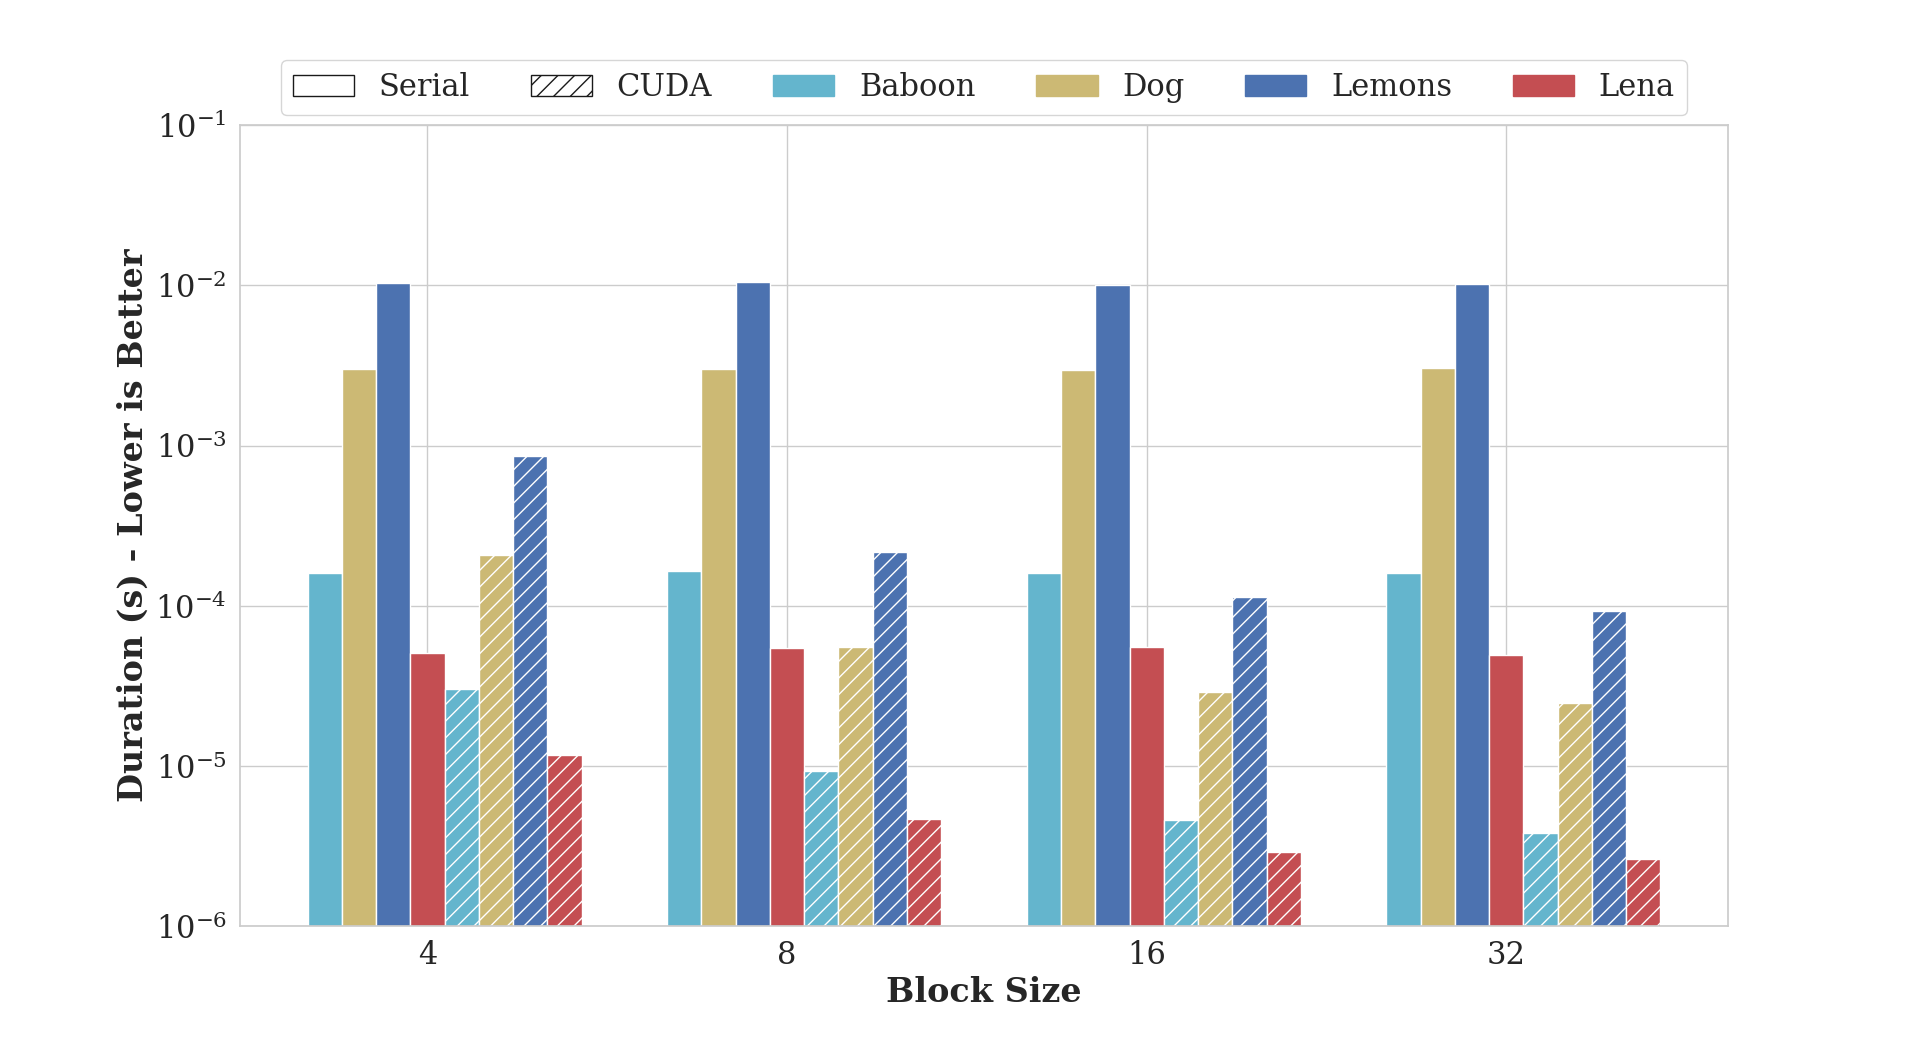 Serial CUDA Baboon Dog Lemons Lena
10⁻¹
10⁻²
10⁻³
10⁻⁴
10⁻⁵
10⁻⁶
Duration (s) - Lower is Better
4 8 16 32
Block Size